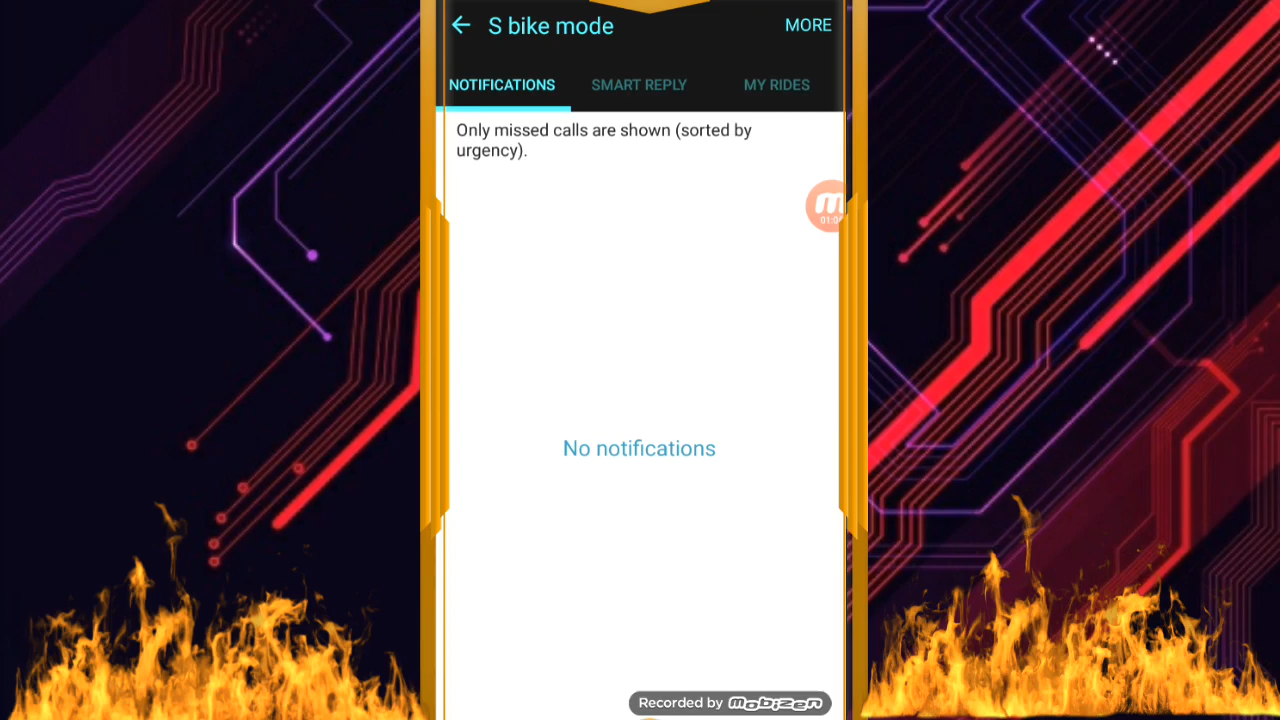 S bike mode
MORE
NOTIFICATIONS
SMART REPLY
MY RIDES
Only missed calls are shown (sorted by
urgency).
No notifications
Recorded by mobizen